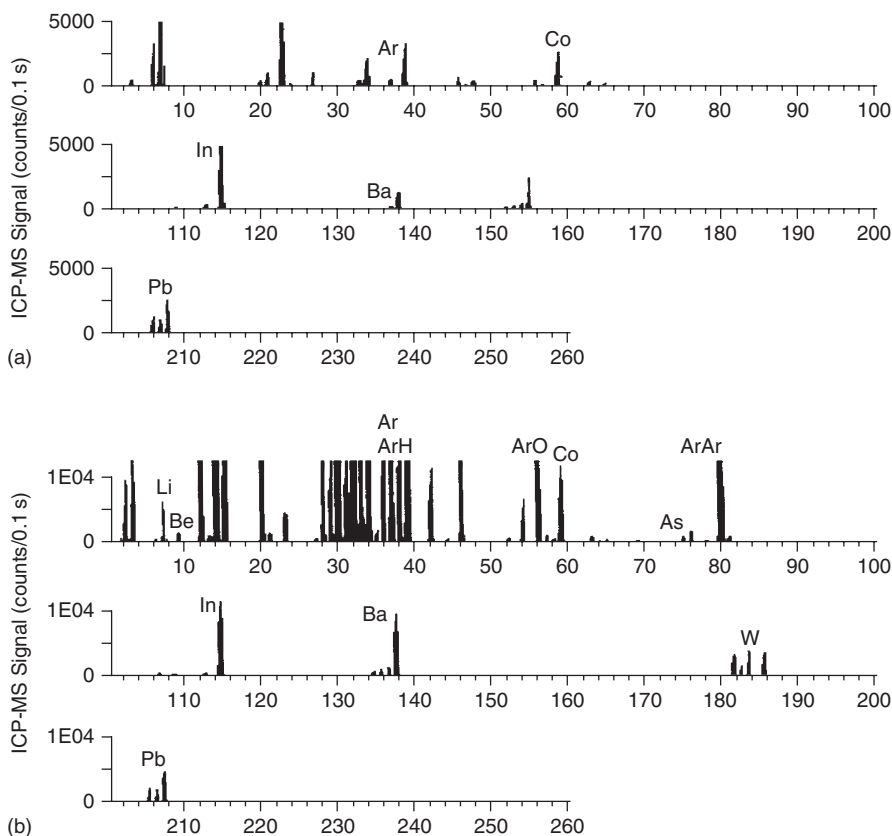 ICP-MS Signal (counts/0.1 s)
5000
0
Ar
Co
10 20 30 40 50 60 70 80 90 100
5000
0
In
Ba
110 120 130 140 150 160 170 180 190 200
5000
0
Pb
210 220 230 240 250 260
(a)
ICP-MS Signal (counts/0.1 s)
Ar
ArH
ArO
Co
ArAr
1E04
0
Li
Be
As
10 20 30 40 50 60 70 80 90 100
1E04
0
In
Ba
W
110 120 130 140 150 160 170 180 190 200
1E04
0
Pb
210 220 230 240 250 260
(b)